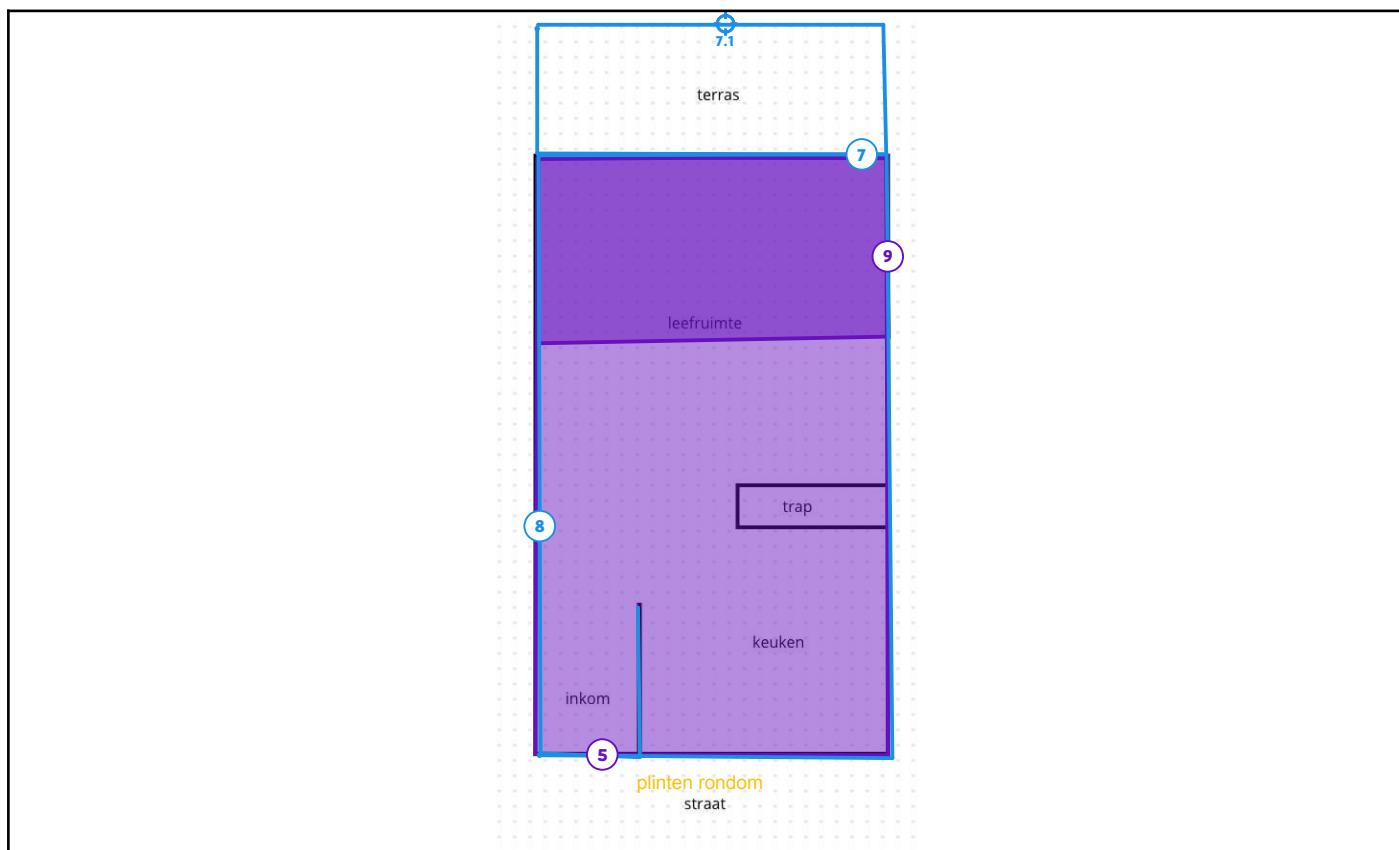 7.1
terras
7
9
leefruimte
trap
8
keuken
inkom
5
plinten rondom
straat